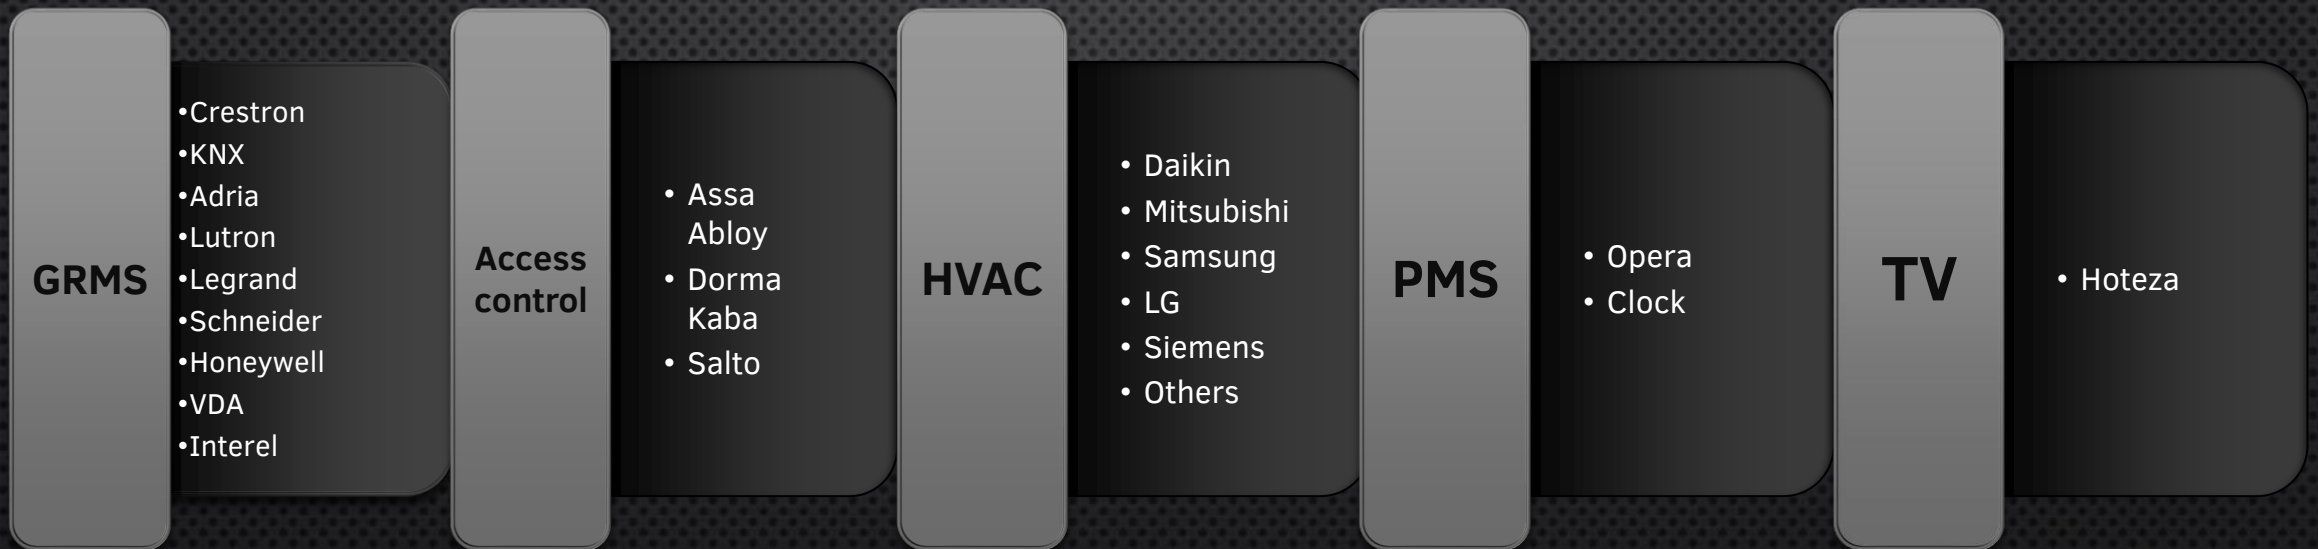 GRMS
•Crestron
•KNX
•Adria
•Lutron
•Legrand
•Schneider
•Honeywell
•VDA
•Interel
Access
control
• Assa
Abloy
• Dorma
Kaba
• Salto
HVAC
• Daikin
• Mitsubishi
• Samsung
• LG
• Siemens
• Others
PMS
• Opera
• Clock
TV
• Hoteza